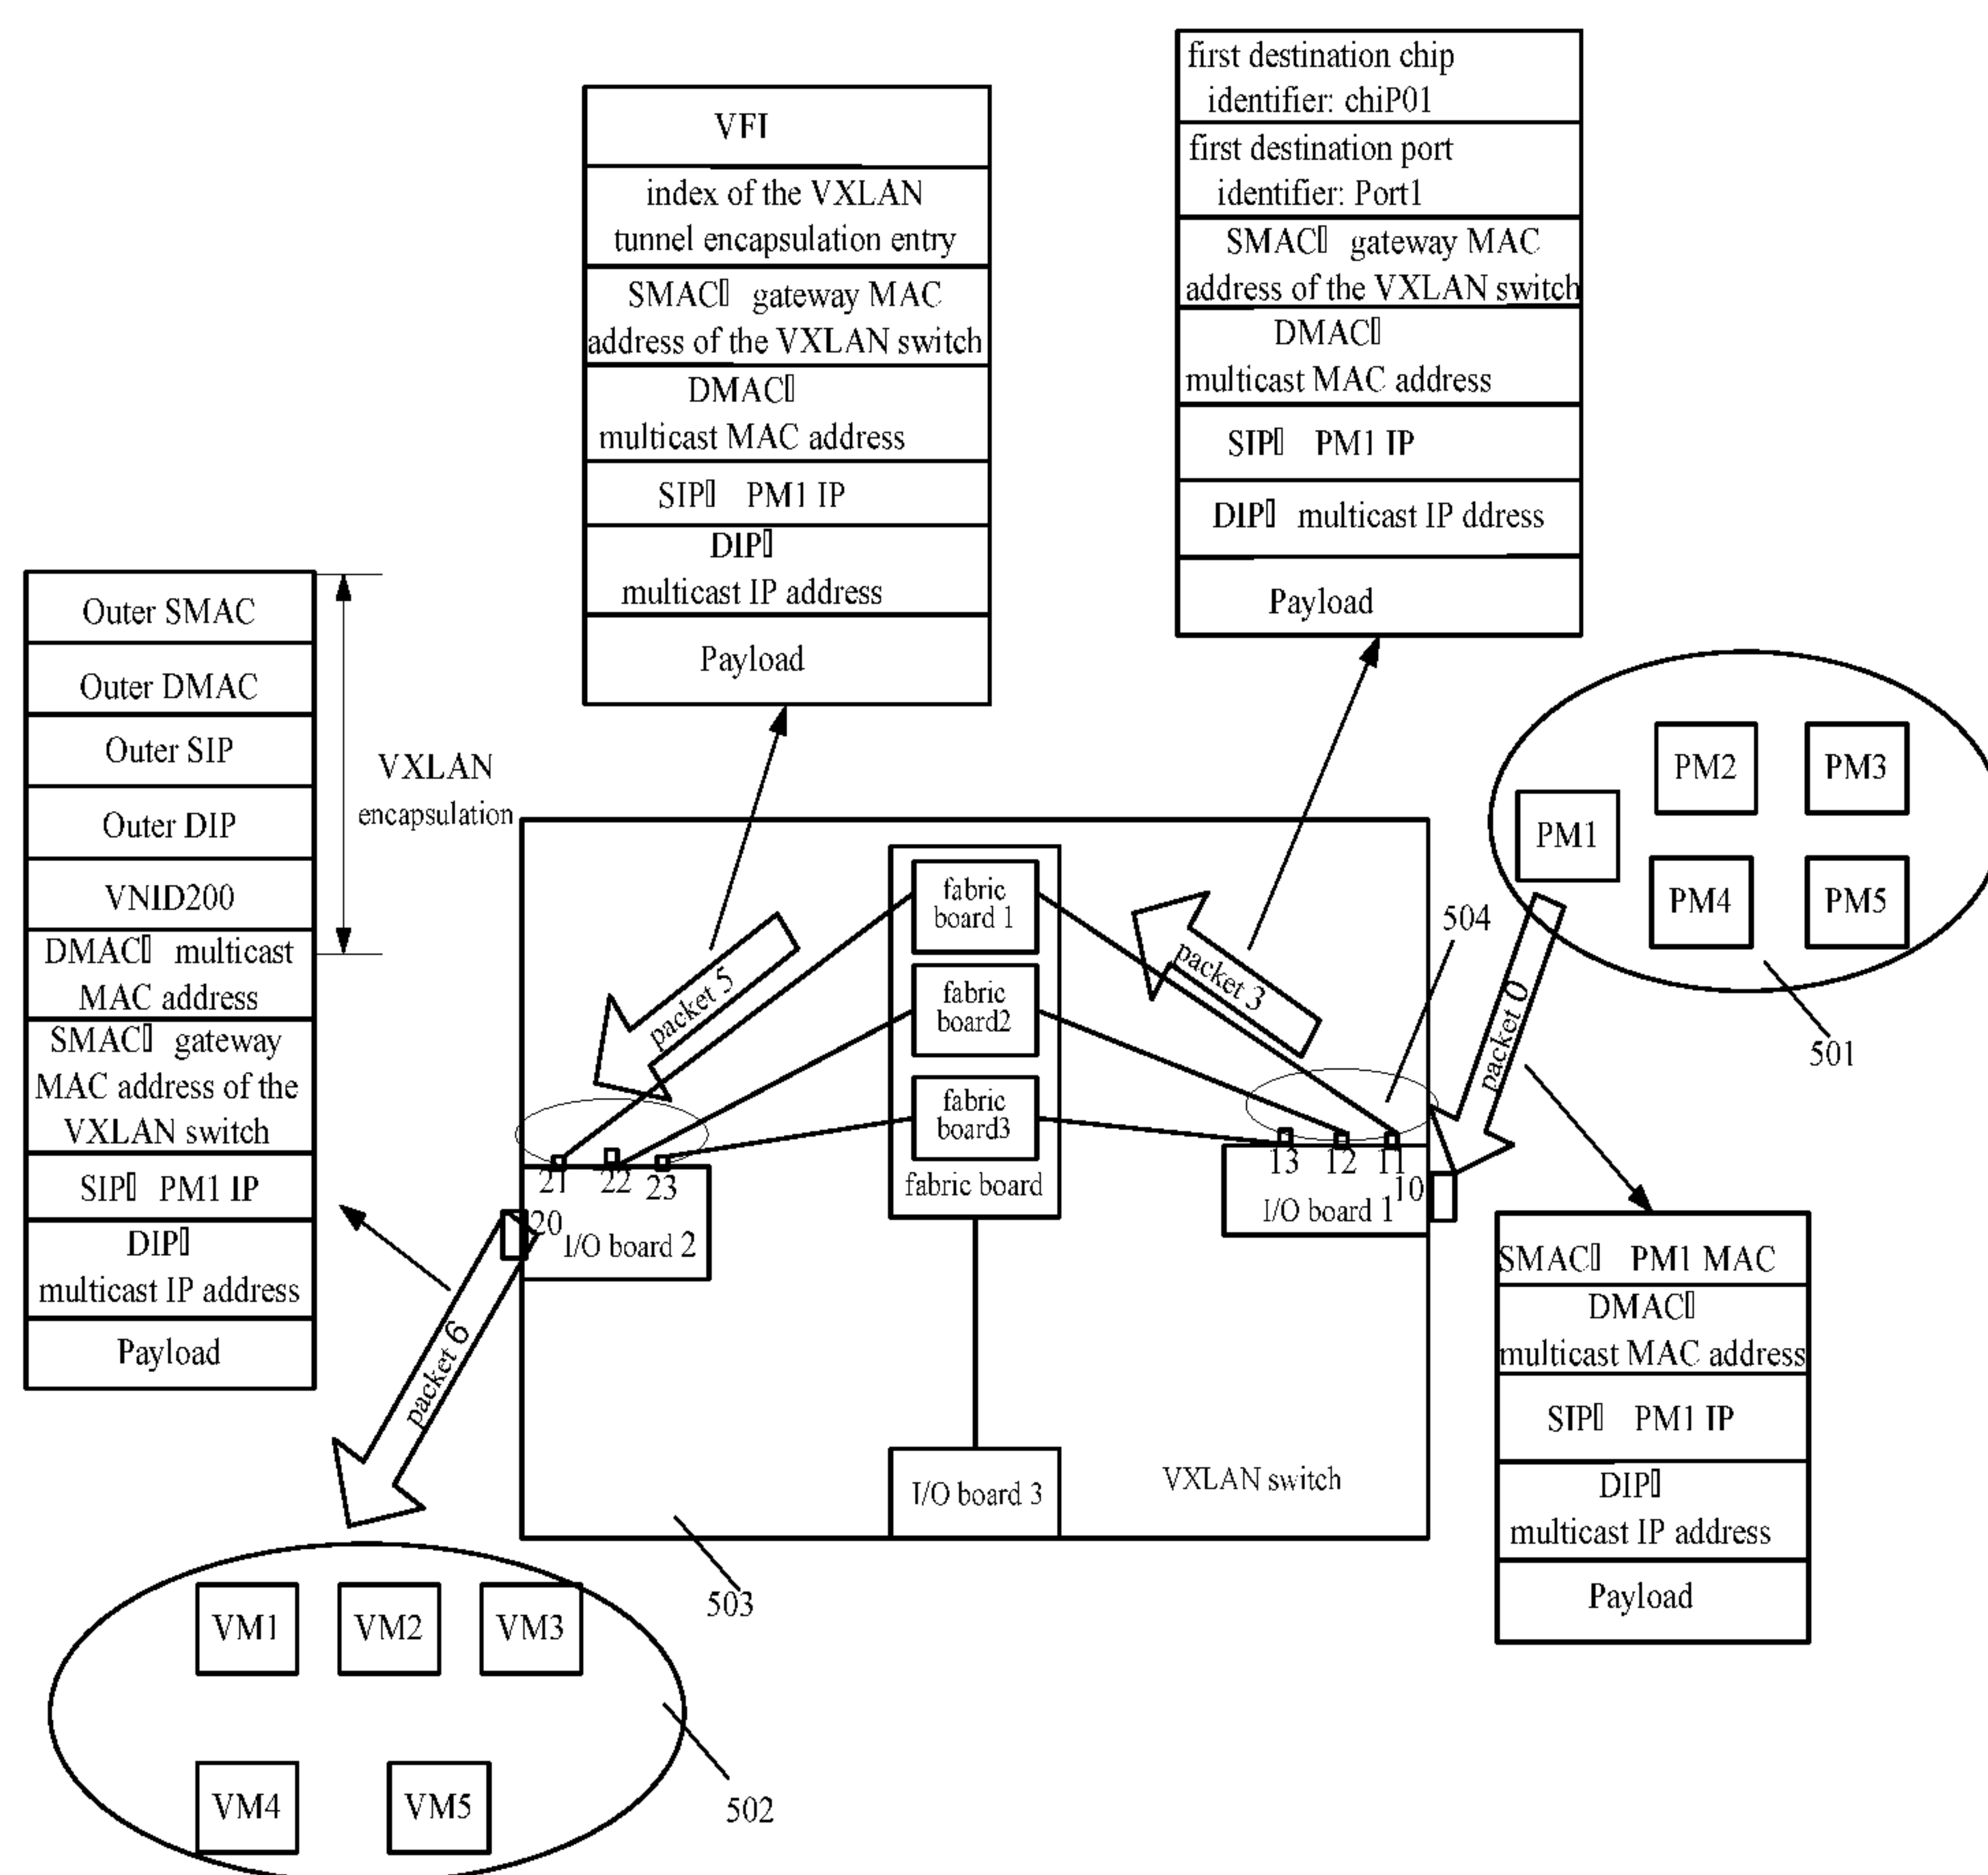 first destination chip
identifier: chiP01
first destination port
identifier: Port1
SMAC▯ gateway MAC
address of the VXLAN switch
DMAC▯
multicast MAC address
SIP▯ PM1 IP
DIP▯ multicast IP ddress
Payload
VFI
index of the VXLAN
tunnel encapsulation entry
SMAC▯ gateway MAC
address of the VXLAN switch
DMAC▯
multicast MAC address
SIP▯ PM1 IP
DIP▯
multicast IP address
Payload
Outer SMAC
Outer DMAC
Outer SIP
Outer DIP
VNID200
DMAC▯ multicast
MAC address
SMAC▯ gateway
MAC address of the
VXLAN switch
SIP▯ PM1 IP
DIP▯
multicast IP address
Payload
VXLAN
encapsulation
PM1
PM2
PM3
PM4
PM5
501
504
packet 0
packet 3
packet 5
packet 6
fabric
board 1
fabric
board2
fabric
board3
fabric board
21
22
23
20
I/O board 2
13
12
11
10
I/O board 1
I/O board 3
VXLAN switch
503
SMAC▯ PM1 MAC
DMAC▯
multicast MAC address
SIP▯ PM1 IP
DIP▯
multicast IP address
Payload
VM1
VM2
VM3
VM4
VM5
502